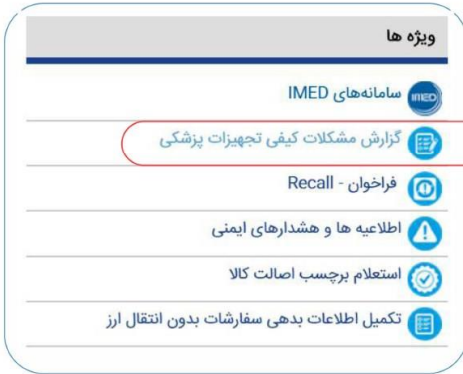 ویژه ها
IMED
سامانه‌های IMED
گزارش مشکلات کیفی تجهیزات پزشکی
فراخوان - Recall
اطلاعیه ها و هشدارهای ایمنی
استعلام برچسب اصالت کالا
تکمیل اطلاعات بدهی سفارشات بدون انتقال ارز